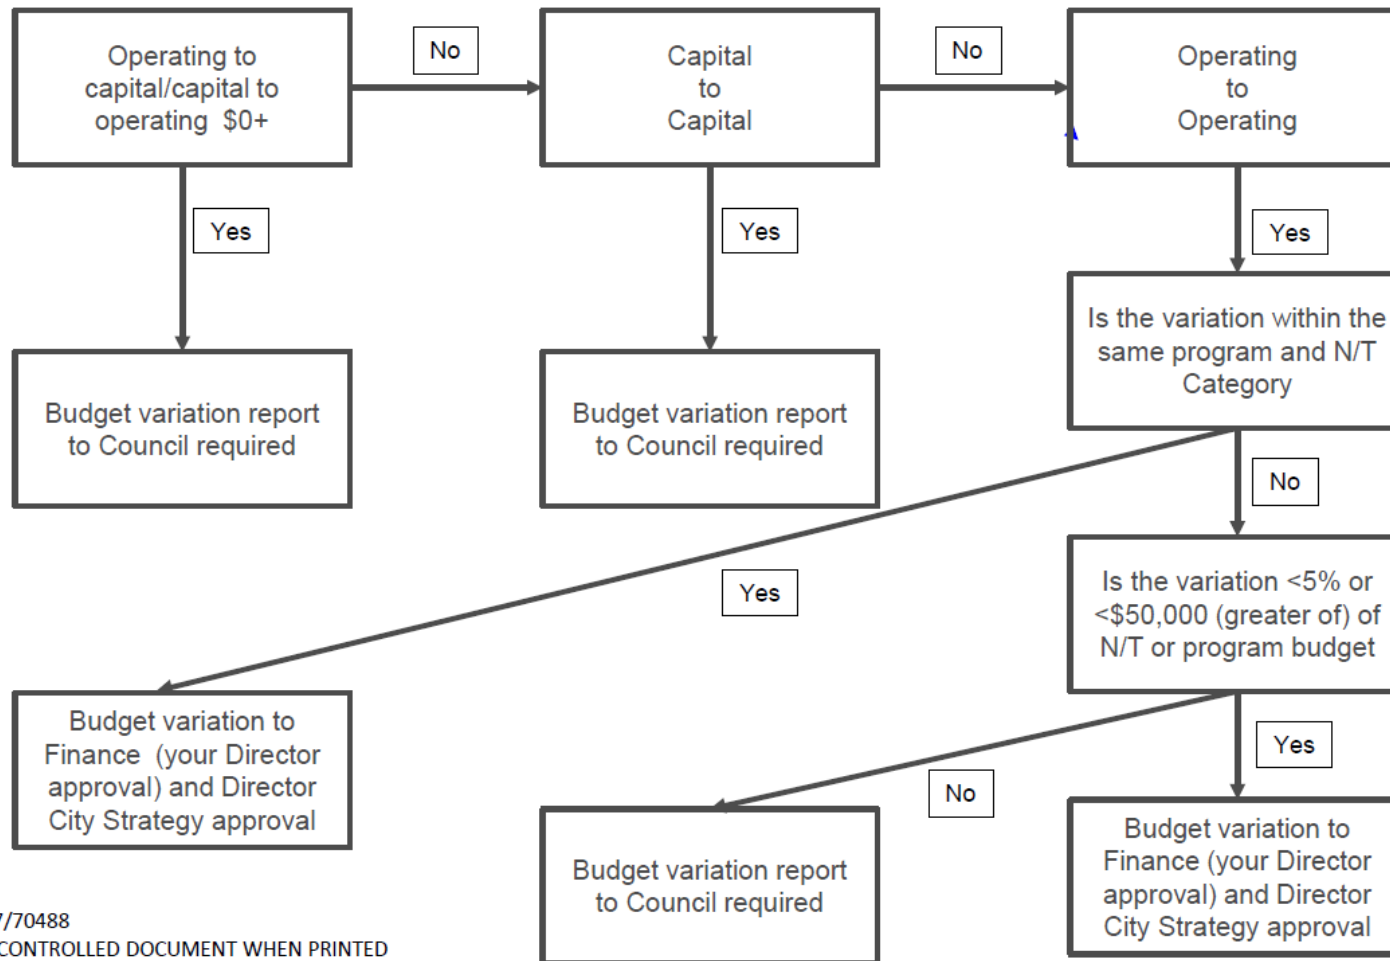 Operating to
capital/capital to
operating $0+
No
Capital
to
Capital
No
Operating
to
Operating
Yes
Yes
Yes
Budget variation report
to Council required
Budget variation report
to Council required
Is the variation within the
same program and N/T
Category
No
Yes
Is the variation <5% or
<$50,000 (greater of) of
N/T or program budget
Budget variation to
Finance (your Director
approval) and Director
City Strategy approval
Yes
No
Budget variation report
to Council required
Budget variation to
Finance (your Director
approval) and Director
City Strategy approval
7/70488
CONTROLLED DOCUMENT WHEN PRINTED